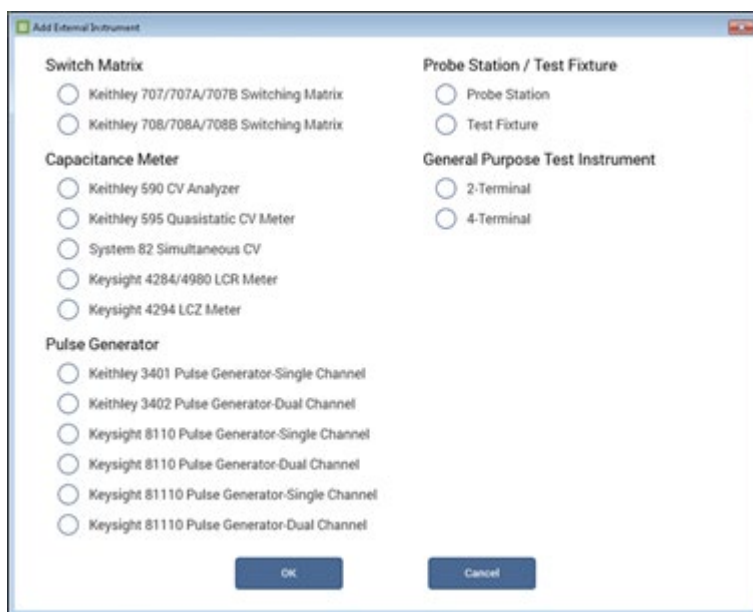 Add External Instrument
Switch Matrix
Keithley 707/707A/707B Switching Matrix
Keithley 708/708A/708B Switching Matrix
Capacitance Meter
Keithley 590 CV Analyzer
Keithley 595 Quasistatic CV Meter
System 82 Simultaneous CV
Keysight 4284/4980 LCR Meter
Keysight 4294 LCZ Meter
Pulse Generator
Keithley 3401 Pulse Generator-Single Channel
Keithley 3402 Pulse Generator-Dual Channel
Keysight 8110 Pulse Generator-Single Channel
Keysight 8110 Pulse Generator-Dual Channel
Keysight 81110 Pulse Generator-Single Channel
Keysight 81110 Pulse Generator-Dual Channel
Probe Station / Test Fixture
Probe Station
Test Fixture
General Purpose Test Instrument
2-Terminal
4-Terminal
OK
Cancel